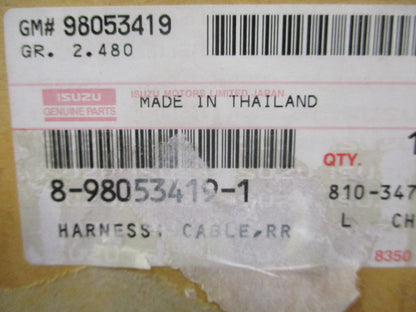 GM# 98053419
GR. 2.480
ISUZU MOTORS LIMITED JAPAN
ISUZU
GENUINE PARTS
MADE IN THAILAND
QTY.
8-98053419-1
810-347
HARNESS; CABLE,RR
L CH
8350